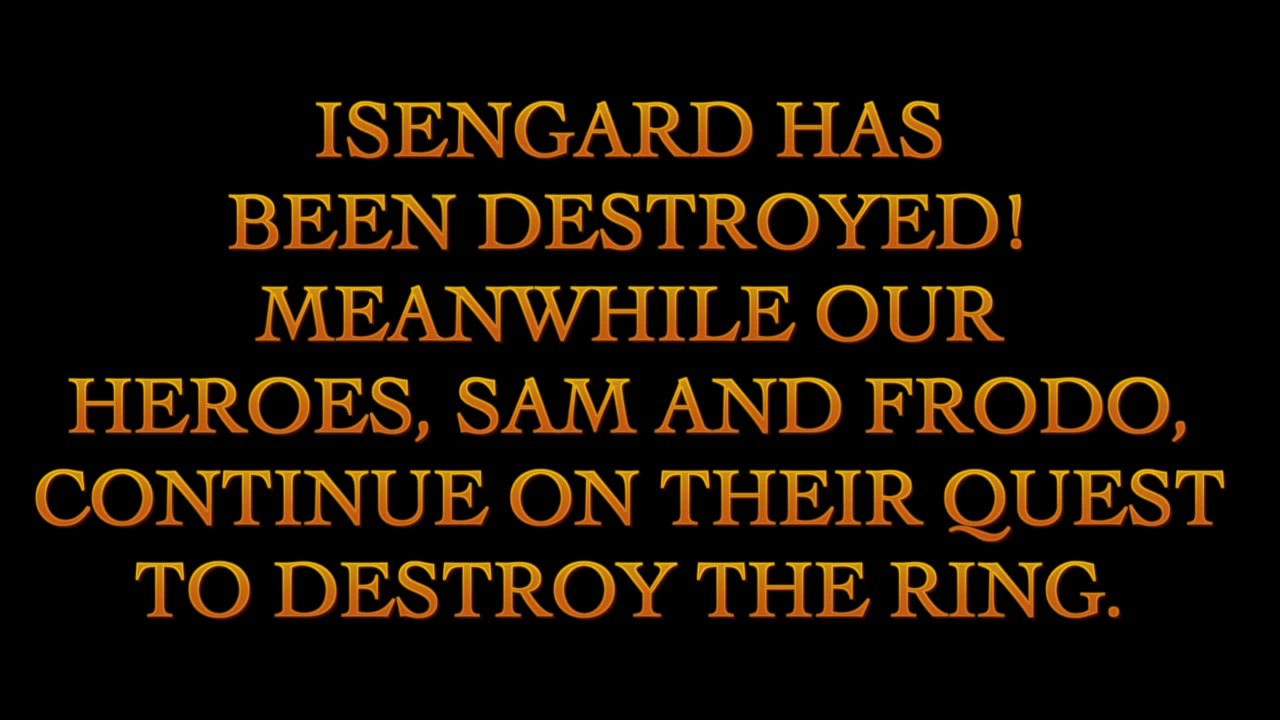 ISENGARD HAS
BEEN DESTROYED!
MEANWHILE OUR
HEROES, SAM AND FRODO,
CONTINUE ON THEIR QUEST
TO DESTROY THE RING.